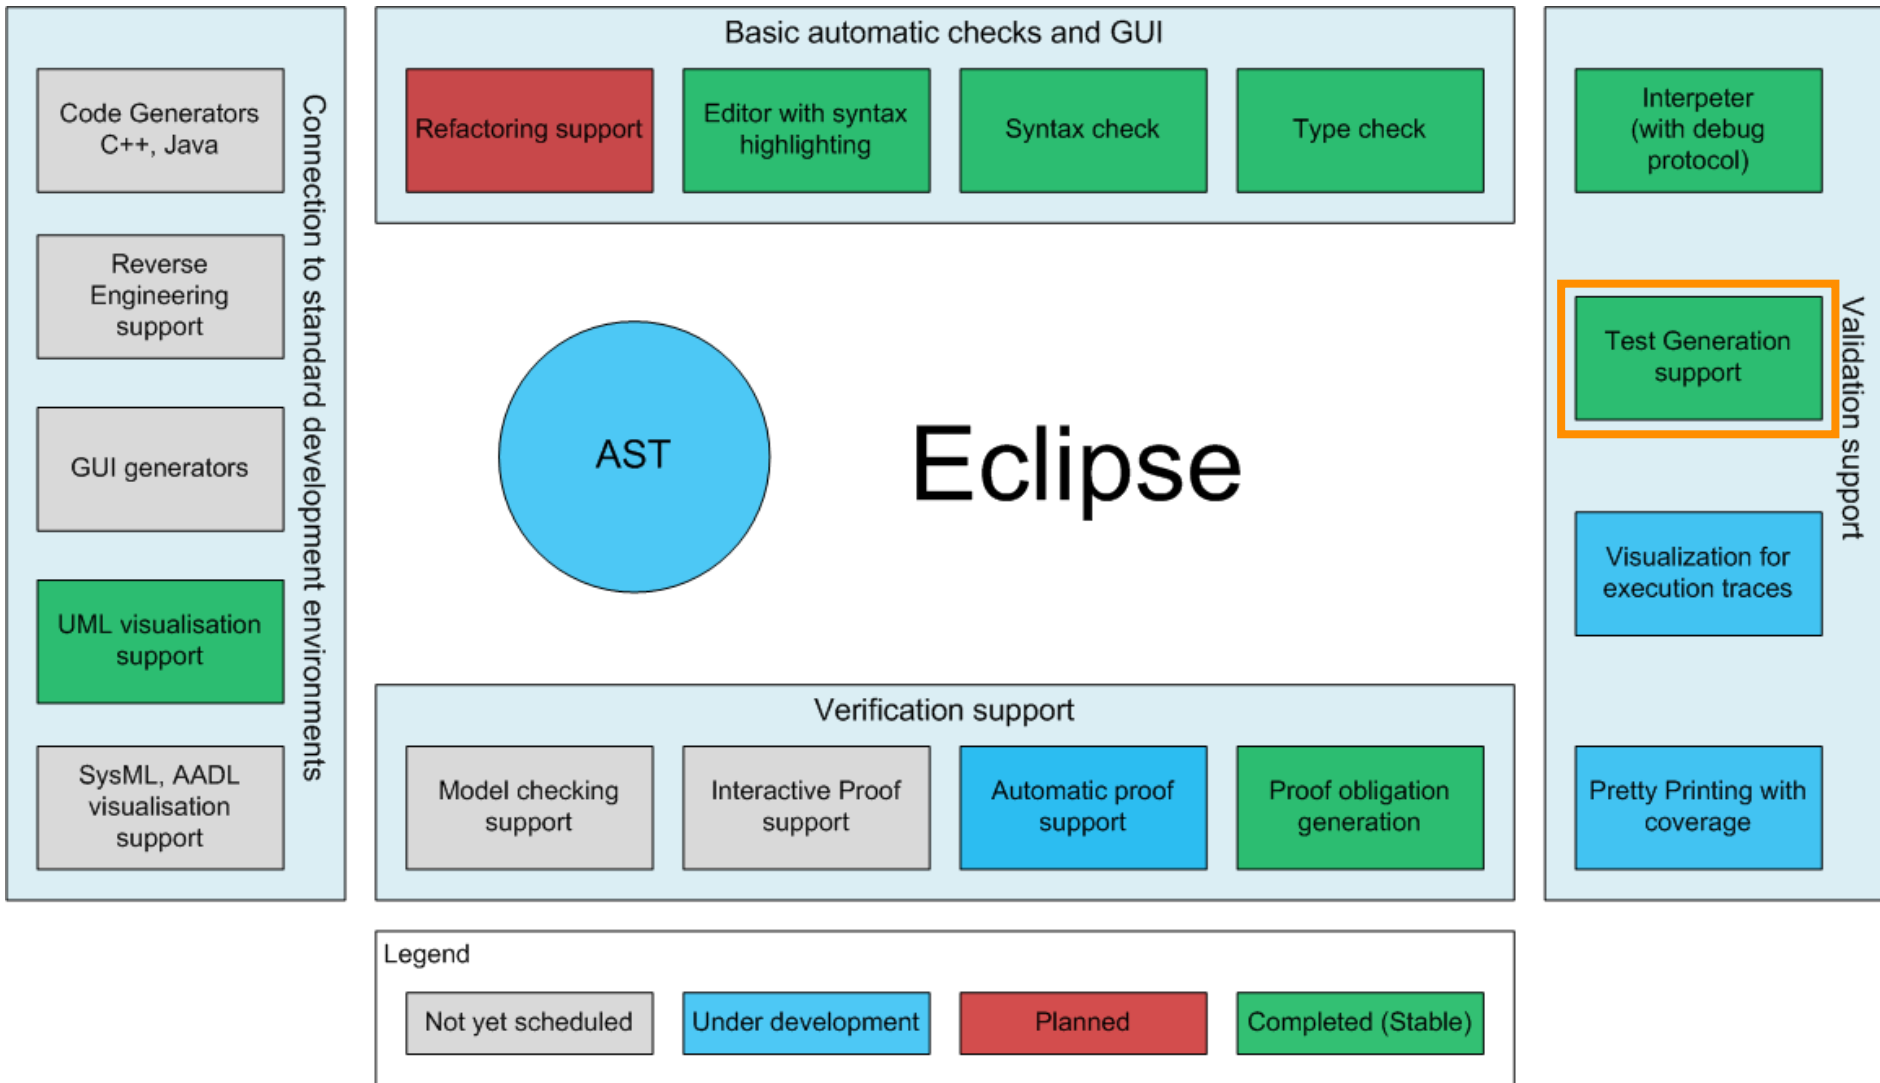 Connection to standard development environments
Code Generators
C++, Java
Reverse
Engineering
support
GUI generators
UML visualisation
support
SysML, AADL
visualisation
support
Basic automatic checks and GUI
Refactoring support
Editor with syntax
highlighting
Syntax check
Type check
AST
Eclipse
Verification support
Model checking
support
Interactive Proof
support
Automatic proof
support
Proof obligation
generation
Validation support
Interpeter
(with debug
protocol)
Test Generation
support
Visualization for
execution traces
Pretty Printing with
coverage
Legend
Not yet scheduled
Under development
Planned
Completed (Stable)